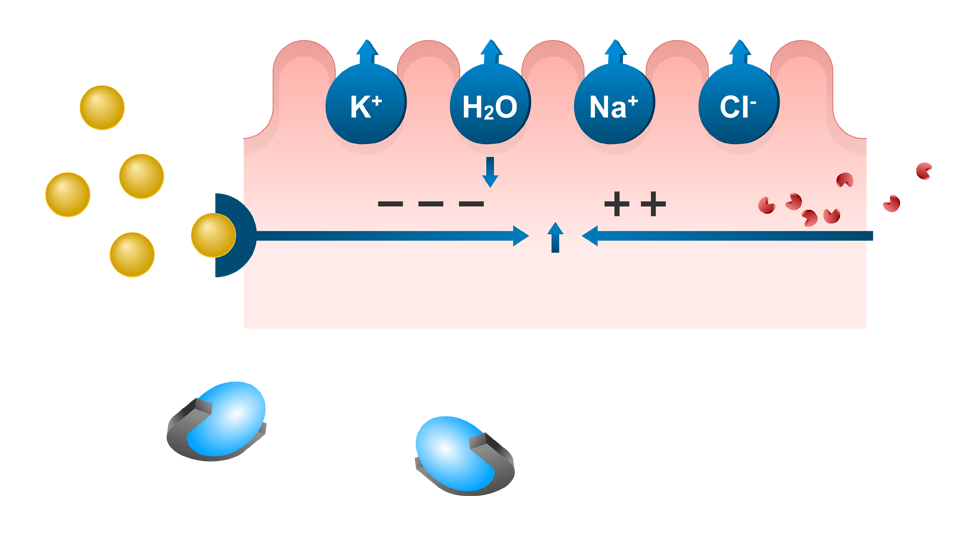 K⁺ H₂O Na⁺ Cl⁻
− − − + +